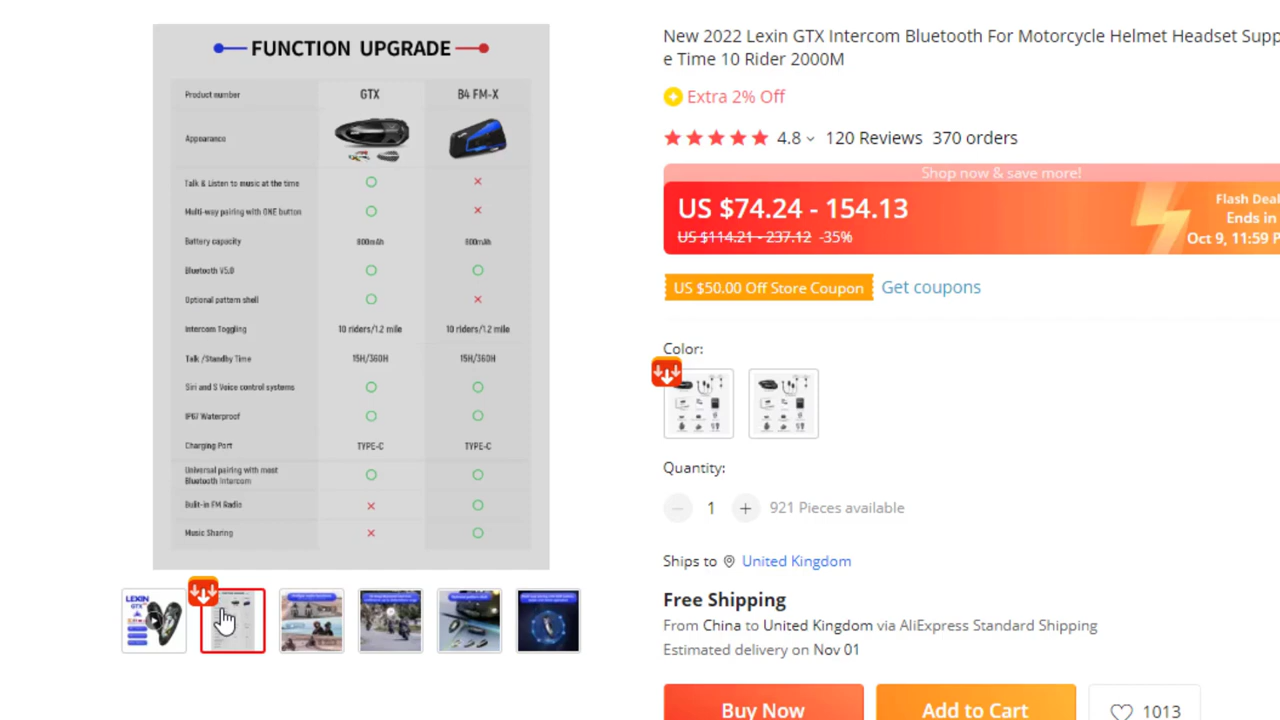 FUNCTION UPGRADE
Product number GTX B4 FM-X
Appearance
Talk & Listen to music at the time
Multi-way pairing with ONE button
Battery capacity 800mAh 800mAh
Bluetooth V5.0
Optional pattern shell
Intercom Toggling 10 riders/1.2 mile 10 riders/1.2 mile
Talk /Standby Time 15H/360H 15H/360H
Siri and S Voice control systems
IP67 Waterproof
Charging Port TYPE-C TYPE-C
Universal pairing with most
Bluetooth Intercom
Built-in FM Radio
Music Sharing
LEXIN
GTX
New 2022 Lexin GTX Intercom Bluetooth For Motorcycle Helmet Headset Supp
e Time 10 Rider 2000M
Extra 2% Off
4.8 120 Reviews 370 orders
Shop now & save more!
US $74.24 - 154.13
US $114.21 - 237.12 -35%
Flash Deal
Ends in
Oct 9, 11:59 P
US $50.00 Off Store Coupon Get coupons
Color:
Quantity:
1 921 Pieces available
Ships to United Kingdom
Free Shipping
From China to United Kingdom via AliExpress Standard Shipping
Estimated delivery on Nov 01
Buy Now Add to Cart 1013